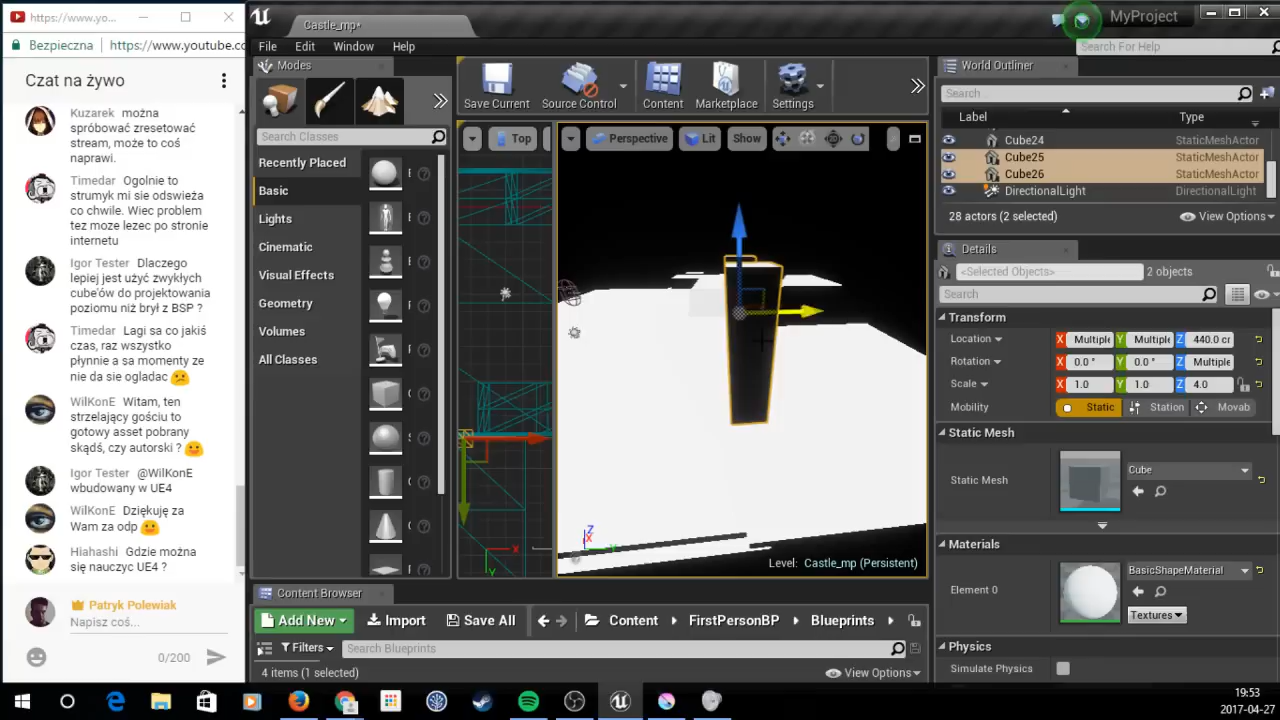 https://www.yo...
Bezpieczna
https://www.youtube.c
Czat na żywo
Kuzarek można
spróbować zresetować
stream, może to coś
naprawi.
Timedar Ogolnie to
strumyk mi sie odswieża
co chwile. Wiec problem
tez moze lezec po stronie
internetu
Igor Tester Dlaczego
lepiej jest użyć zwykłych
cube'ów do projektowania
poziomu niż brył z BSP ?
Timedar Lagi sa co jakiś
czas, raz wszystko
płynnie a sa momenty ze
nie da sie ogladac
WilKonE Witam, ten
strzelający gościu to
gotowy asset pobrany
skądś, czy autorski ?
Igor Tester @WilKonE
wbudowany w UE4
WilKonE Dziękuję za
Wam za odp
Hiahashi Gdzie można
się nauczyc UE4 ?
Patryk Polewiak
Napisz coś...
0/200
Castle_mp*
MyProject
File
Edit
Window
Help
Search For Help
Modes
Search Classes
Recently Placed
Basic
Lights
Cinematic
Visual Effects
Geometry
Volumes
All Classes
Save Current
Source Control
Content
Marketplace
Settings
Top
Perspective
Lit
Show
Level: Castle_mp (Persistent)
World Outliner
Search...
Label
Type
Cube24 StaticMeshActor
Cube25 StaticMeshActor
Cube26 StaticMeshActor
DirectionalLight DirectionalLight
28 actors (2 selected)
View Options
Details
<Selected Objects>
2 objects
Search
Transform
Location X Multiple Y Multiple Z 440.0 cm
Rotation X 0.0 ° Y 0.0 ° Z Multiple
Scale X 1.0 Y 1.0 Z 4.0
Mobility Static Station Movab
Static Mesh
Static Mesh
Cube
Materials
Element 0
BasicShapeMaterial
Textures
Physics
Simulate Physics
Content Browser
Add New
Import
Save All
Content
FirstPersonBP
Blueprints
Filters
Search Blueprints
4 items (1 selected)
View Options
19:53
2017-04-27